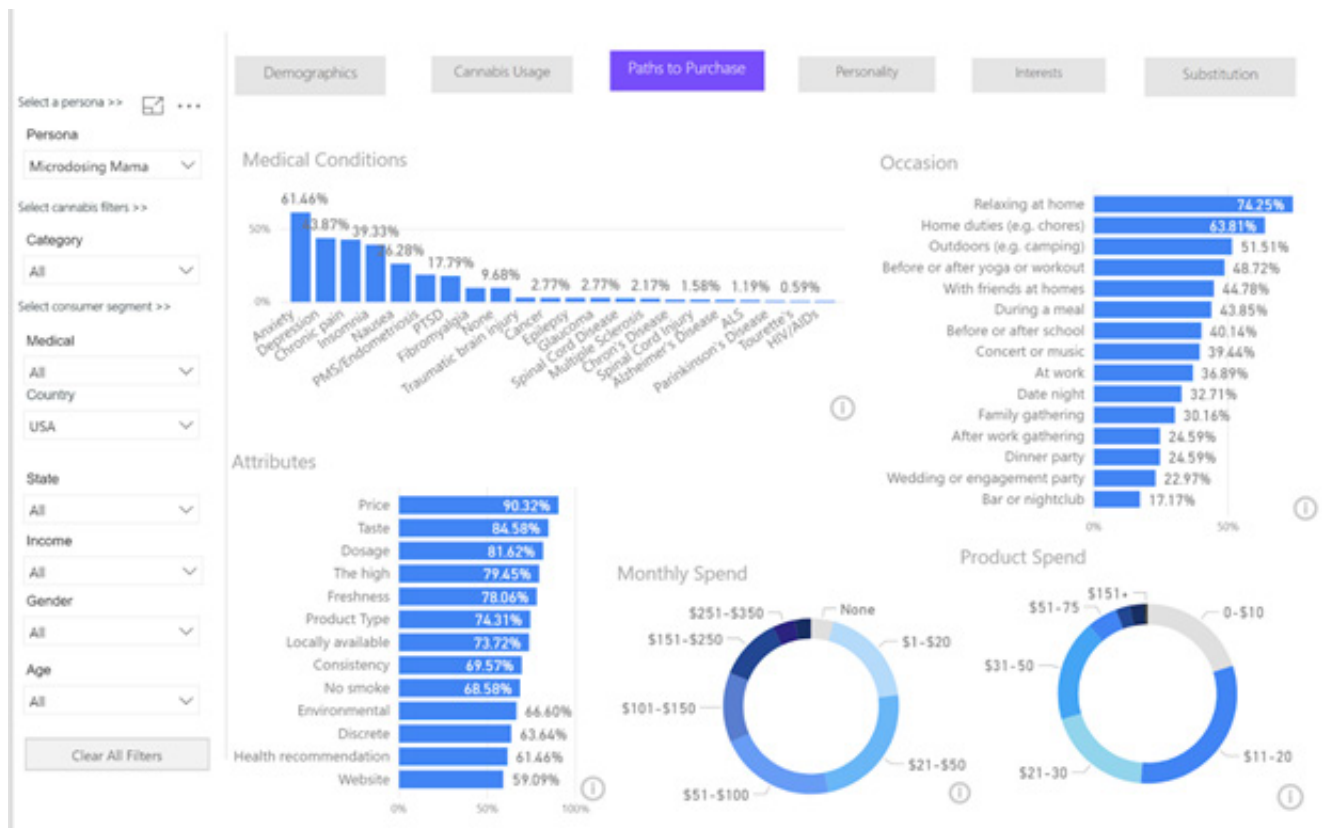 Demographics
Cannabis Usage
Paths to Purchase
Personality
Interests
Substitution
Select a persona >>
Persona
Microdosing Mama
Select cannabis filters >>
Category
All
Select consumer segment >>
Medical
All
Country
USA
State
All
Income
All
Gender
All
Age
All
Clear All Filters
Medical Conditions
61.46%
39.33%
17.79%
9.68%
2.77%
2.77%
2.17%
1.58%
1.19%
0.59%
50%
0%
Anxiety
Depression
Chronic pain
Insomnia
Nausea
PMS/Endometriosis
PTSD
Fibromyalgia
None
Traumatic brain injury
Cancer
Epilepsy
Glaucoma
Spinal Cord Disease
Multiple Sclerosis
Chron's Disease
Spinal Cord Injury
Alzheimer's Disease
ALS
Parinkinson's Disease
Tourette's
HIV/AIDs
Occasion
Relaxing at home 74.25%
Home duties (e.g. chores) 63.81%
Outdoors (e.g. camping) 51.51%
Before or after yoga or workout 48.72%
With friends at homes 44.78%
During a meal 43.85%
Before or after school 40.14%
Concert or music 39.44%
At work 36.89%
Date night 32.71%
Family gathering 30.16%
After work gathering 24.59%
Dinner party 24.59%
Wedding or engagement party 22.97%
Bar or nightclub 17.17%
0% 50%
Attributes
Price 90.32%
Taste 84.58%
Dosage 81.62%
The high 79.45%
Freshness 78.06%
Product Type 74.31%
Locally available 73.72%
Consistency 69.57%
No smoke 68.58%
Environmental 66.60%
Discrete 63.64%
Health recommendation 61.46%
Website 59.09%
0% 50% 100%
Monthly Spend
None
$1-$20
$21-$50
$51-$100
$101-$150
$151-$250
$251-$350
Product Spend
0-$10
$11-20
$21-30
$31-50
$51-75
$151+